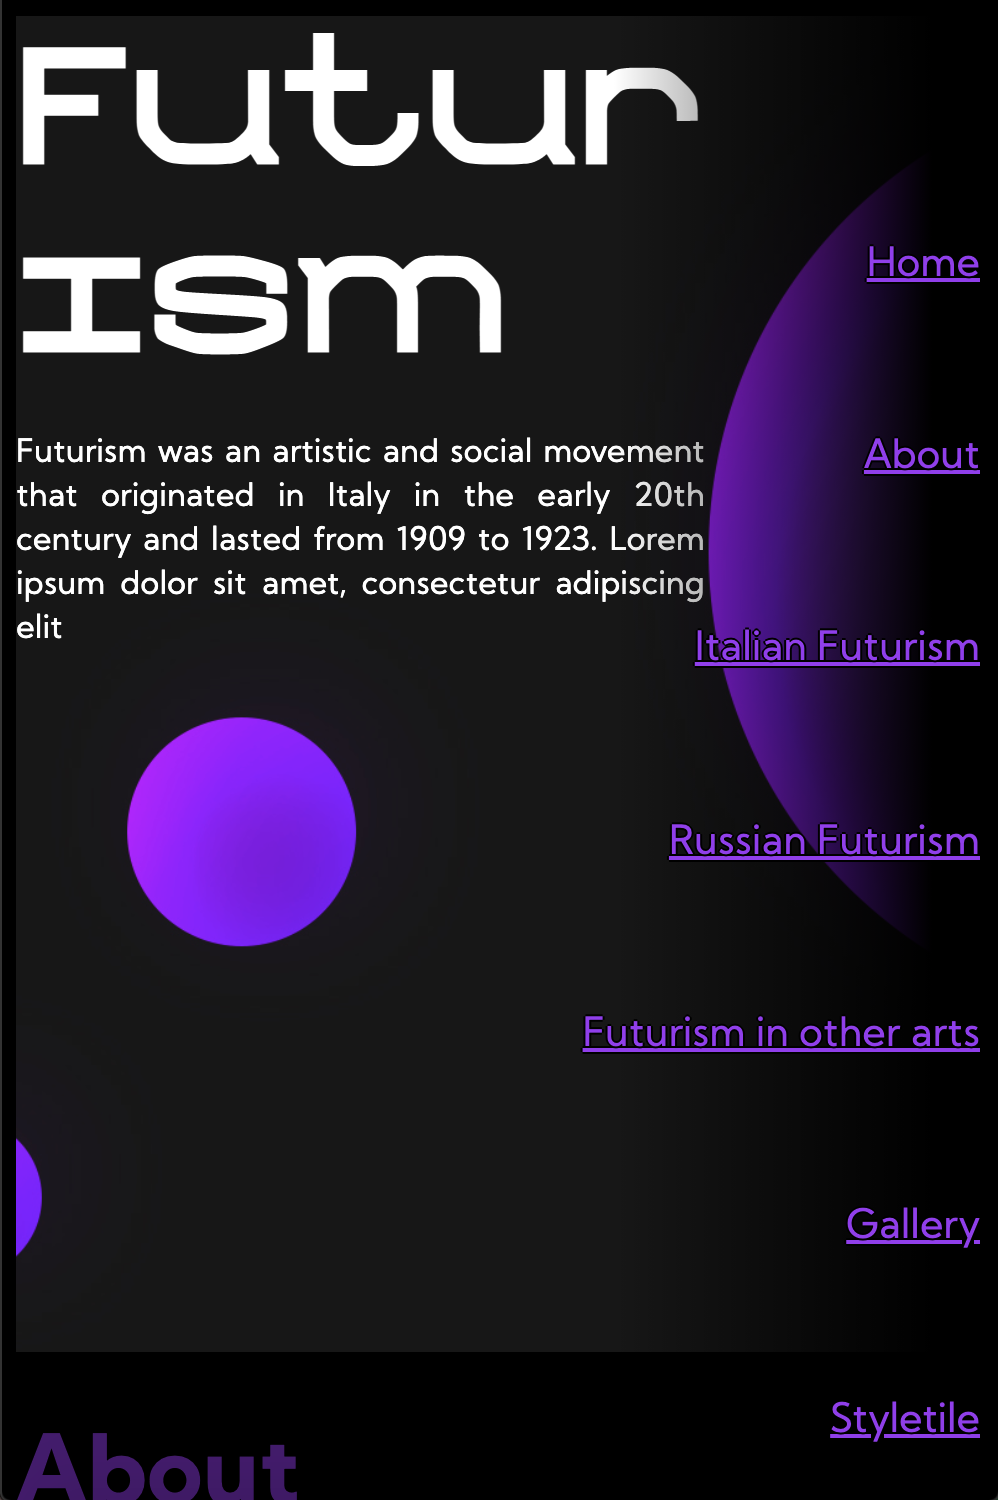 Futur
ism
Futurism was an artistic and social movement
that originated in Italy in the early 20th
century and lasted from 1909 to 1923. Lorem
ipsum dolor sit amet, consectetur adipiscing
elit
Home
About
Italian Futurism
Russian Futurism
Futurism in other arts
Gallery
Styletile
About